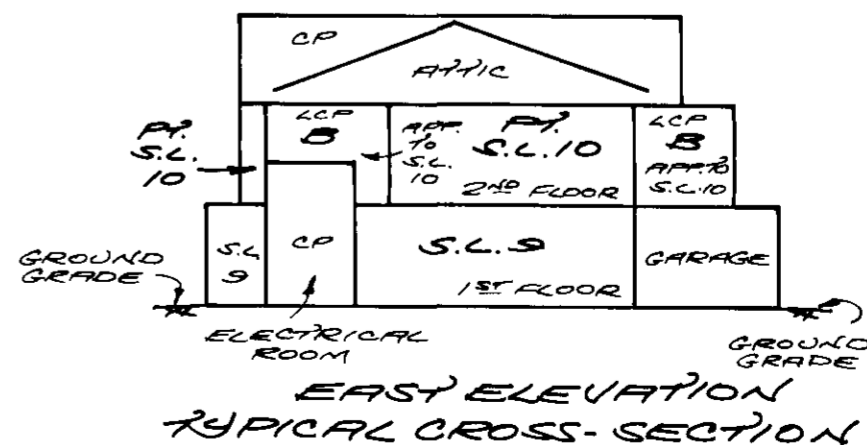 CP
ATTIC
PT.
S.L.
10
LCP
B
APP.
TO
S.L.
10
PT.
S.L. 10
2ND FLOOR
LCP
B
APP. TO
S.L. 10
GROUND
GRADE
S.L
9
CP
S.L. 9
1ST FLOOR
GARAGE
ELECTRICAL
ROOM
GROUND
GRADE
EAST ELEVATION
TYPICAL CROSS-SECTION